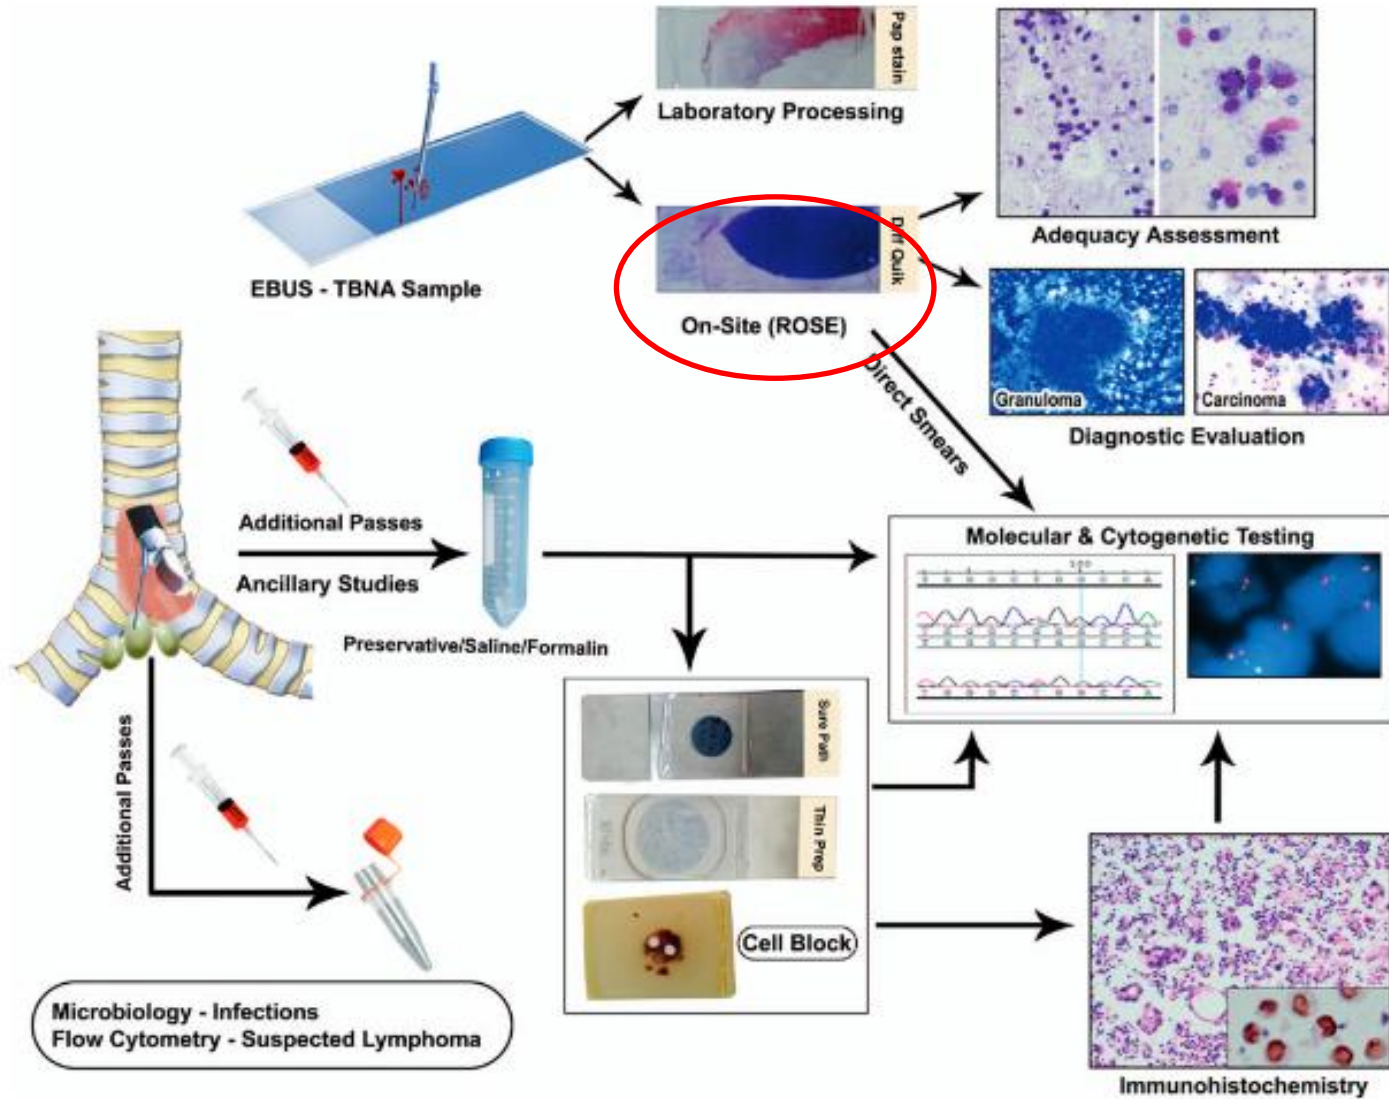 Pap stain
Laboratory Processing
EBUS - TBNA Sample
Diff Quik
On-Site (ROSE)
Adequacy Assessment
Granuloma
Carcinoma
Diagnostic Evaluation
Direct Smears
Additional Passes
Ancillary Studies
Preservative/Saline/Formalin
Molecular & Cytogenetic Testing
Additional Passes
Sure Path
Thin Prep
Cell Block
Microbiology - Infections
Flow Cytometry - Suspected Lymphoma
Immunohistochemistry